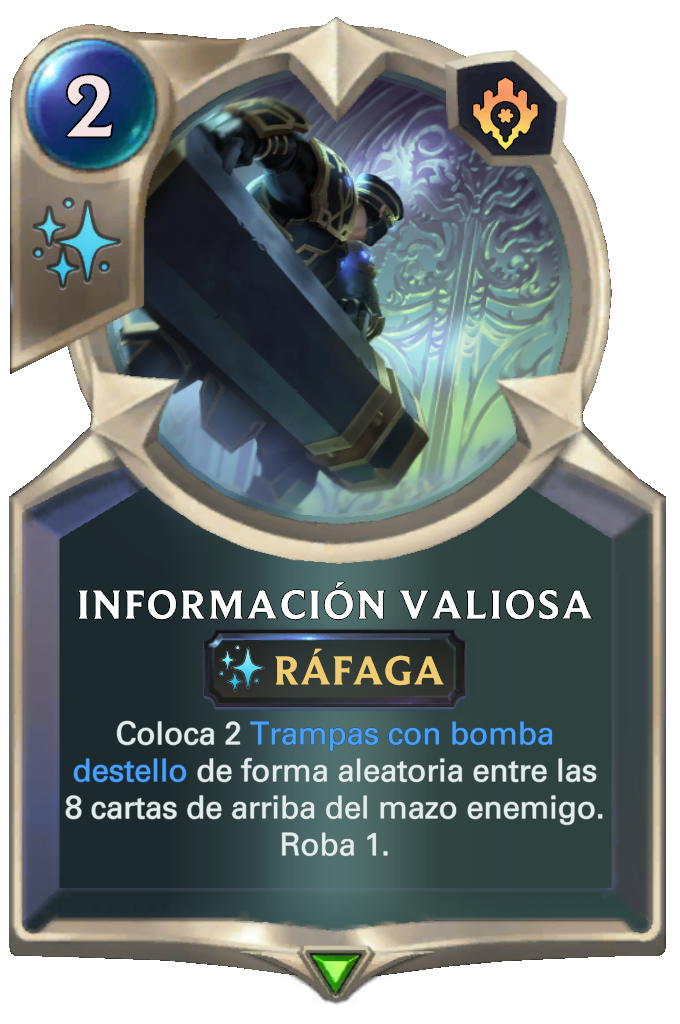 2
INFORMACIÓN VALIOSA
RÁFAGA
Coloca 2 Trampas con bomba
destello de forma aleatoria entre las
8 cartas de arriba del mazo enemigo.
Roba 1.